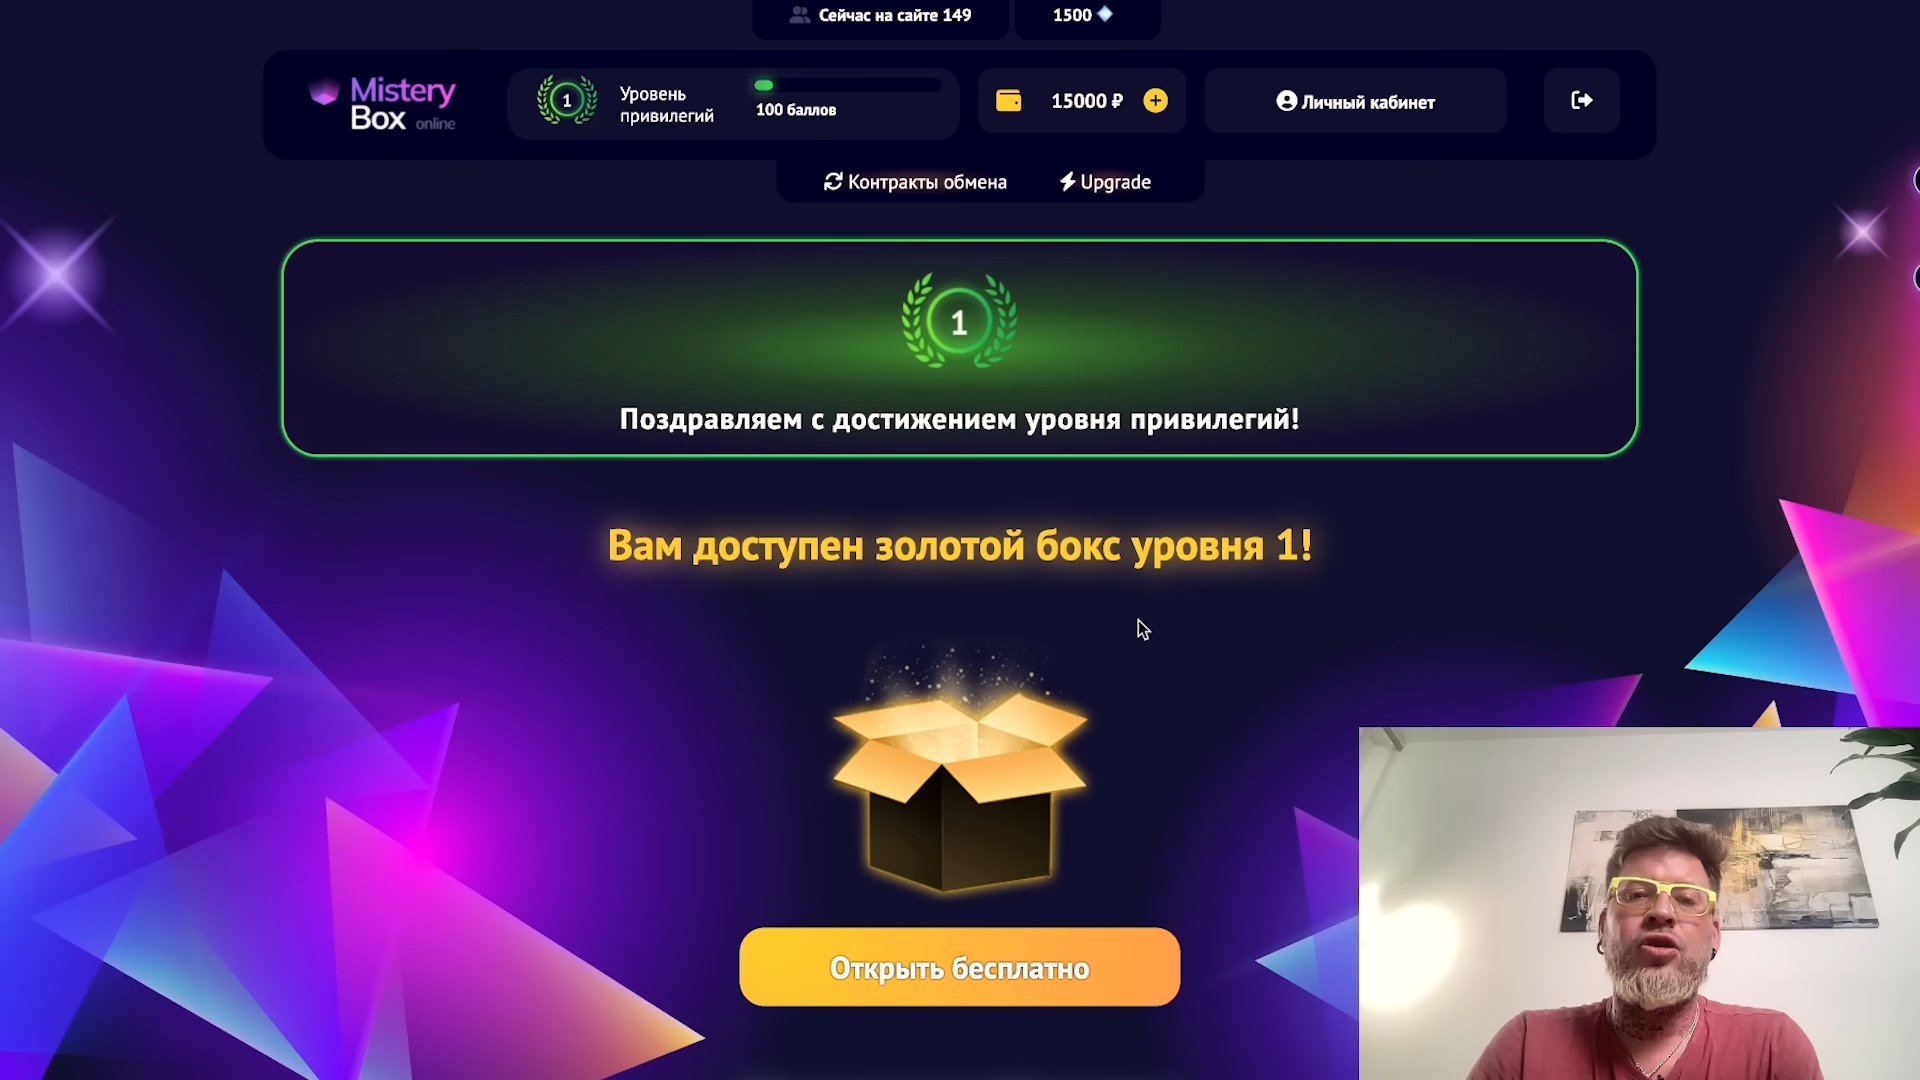 Сейчас на сайте 149
1500
Mistery
Box online
1
Уровень
привилегий
100 баллов
15000 ₽
Личный кабинет
Контракты обмена
Upgrade
1
Поздравляем с достижением уровня привилегий!
Вам доступен золотой бокс уровня 1!
Открыть бесплатно